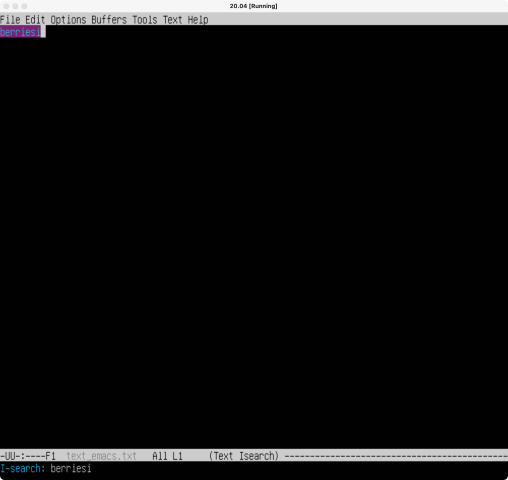 20.04 [Running]
File Edit Options Buffers Tools Text Help
berriesi
-UU-:----F1  text_emacs.txt   All L1     (Text Isearch) --------------------------------------------
I-search: berriesi